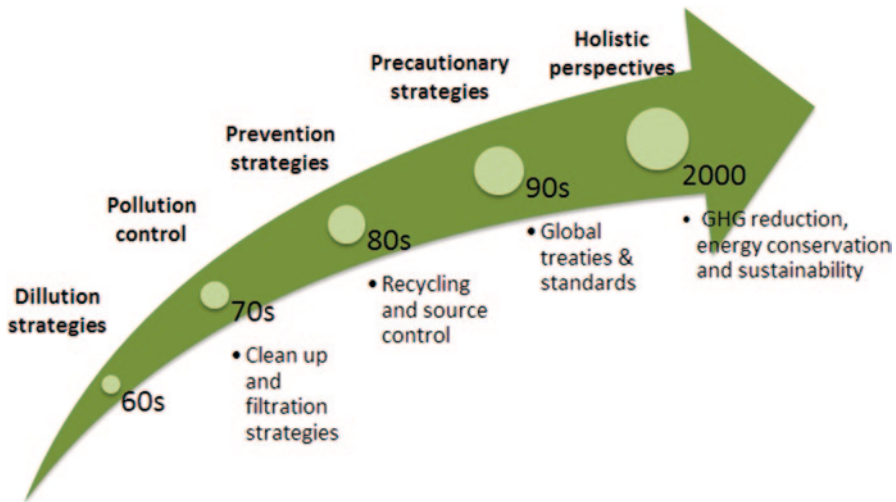 Dillution
strategies
60s
Pollution
control
70s
• Clean up
and
filtration
strategies
Prevention
strategies
80s
• Recycling
and source
control
Precautionary
strategies
90s
• Global
treaties &
standards
Holistic
perspectives
2000
• GHG reduction,
energy conservation
and sustainability